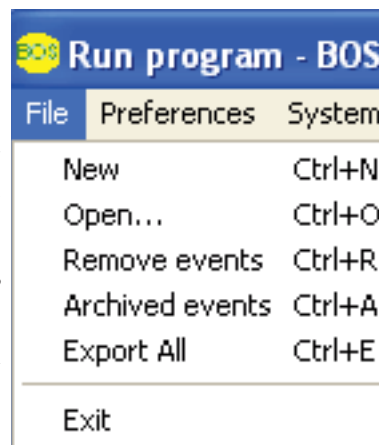 BOS Run program - BOS
File Preferences System
New Ctrl+N
Open... Ctrl+O
Remove events Ctrl+R
Archived events Ctrl+A
Export All Ctrl+E
Exit